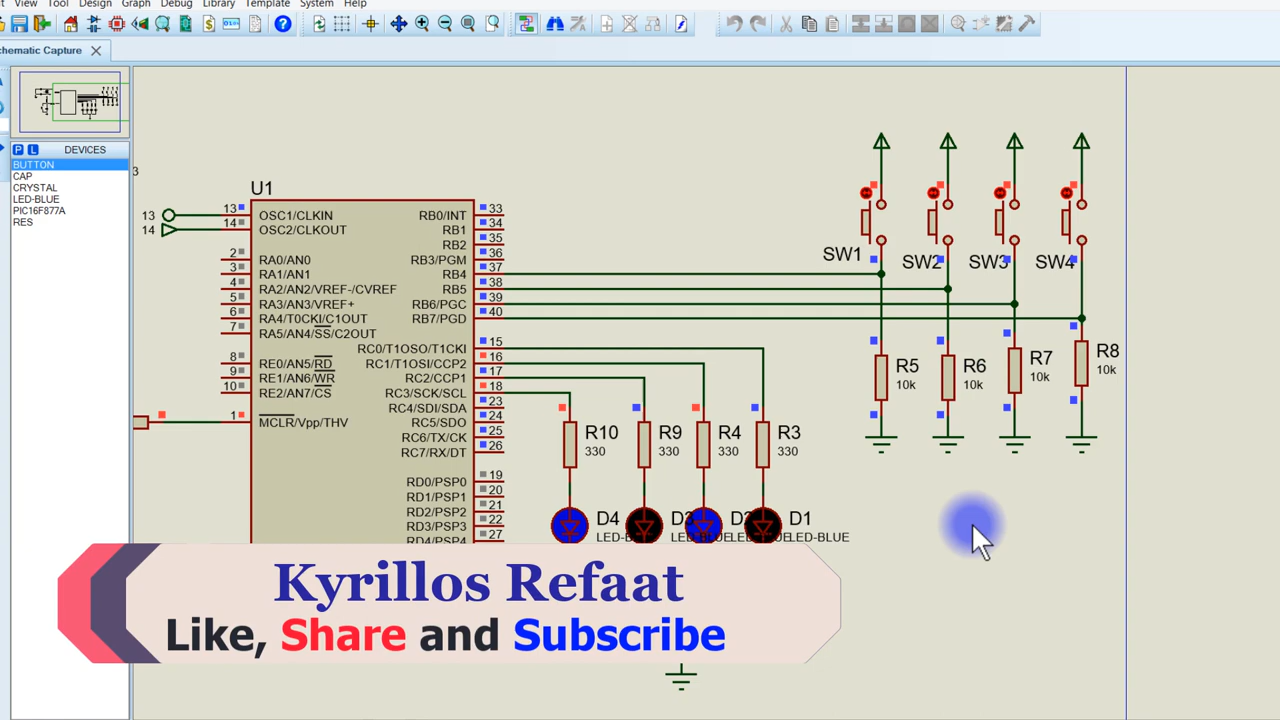 View Tool Design Graph Debug Library Template System Help
chematic Capture
P L DEVICES
BUTTON
CAP
CRYSTAL
LED-BLUE
PIC16F877A
RES
3
U1
13 13 OSC1/CLKIN
14 14 OSC2/CLKOUT
2 RA0/AN0
3 RA1/AN1
4 RA2/AN2/VREF-/CVREF
5 RA3/AN3/VREF+
6 RA4/T0CKI/C1OUT
7 RA5/AN4/SS/C2OUT
8 RE0/AN5/RD
9 RE1/AN6/WR
10 RE2/AN7/CS
1 MCLR/Vpp/THV
RB0/INT 33
RB1 34
RB2 35
RB3/PGM 36
RB4 37
RB5 38
RB6/PGC 39
RB7/PGD 40
RC0/T1OSO/T1CKI 15
RC1/T1OSI/CCP2 16
RC2/CCP1 17
RC3/SCK/SCL 18
RC4/SDI/SDA 23
RC5/SDO 24
RC6/TX/CK 25
RC7/RX/DT 26
RD0/PSP0 19
RD1/PSP1 20
RD2/PSP2 21
RD3/PSP3 22
RD4/PSP4 27
SW1 SW2 SW3 SW4
R5 R6 R7 R8
10k 10k 10k 10k
R10 R9 R4 R3
330 330 330 330
D4 D1
LED-BLUE
Kyrillos Refaat
Like, Share and Subscribe